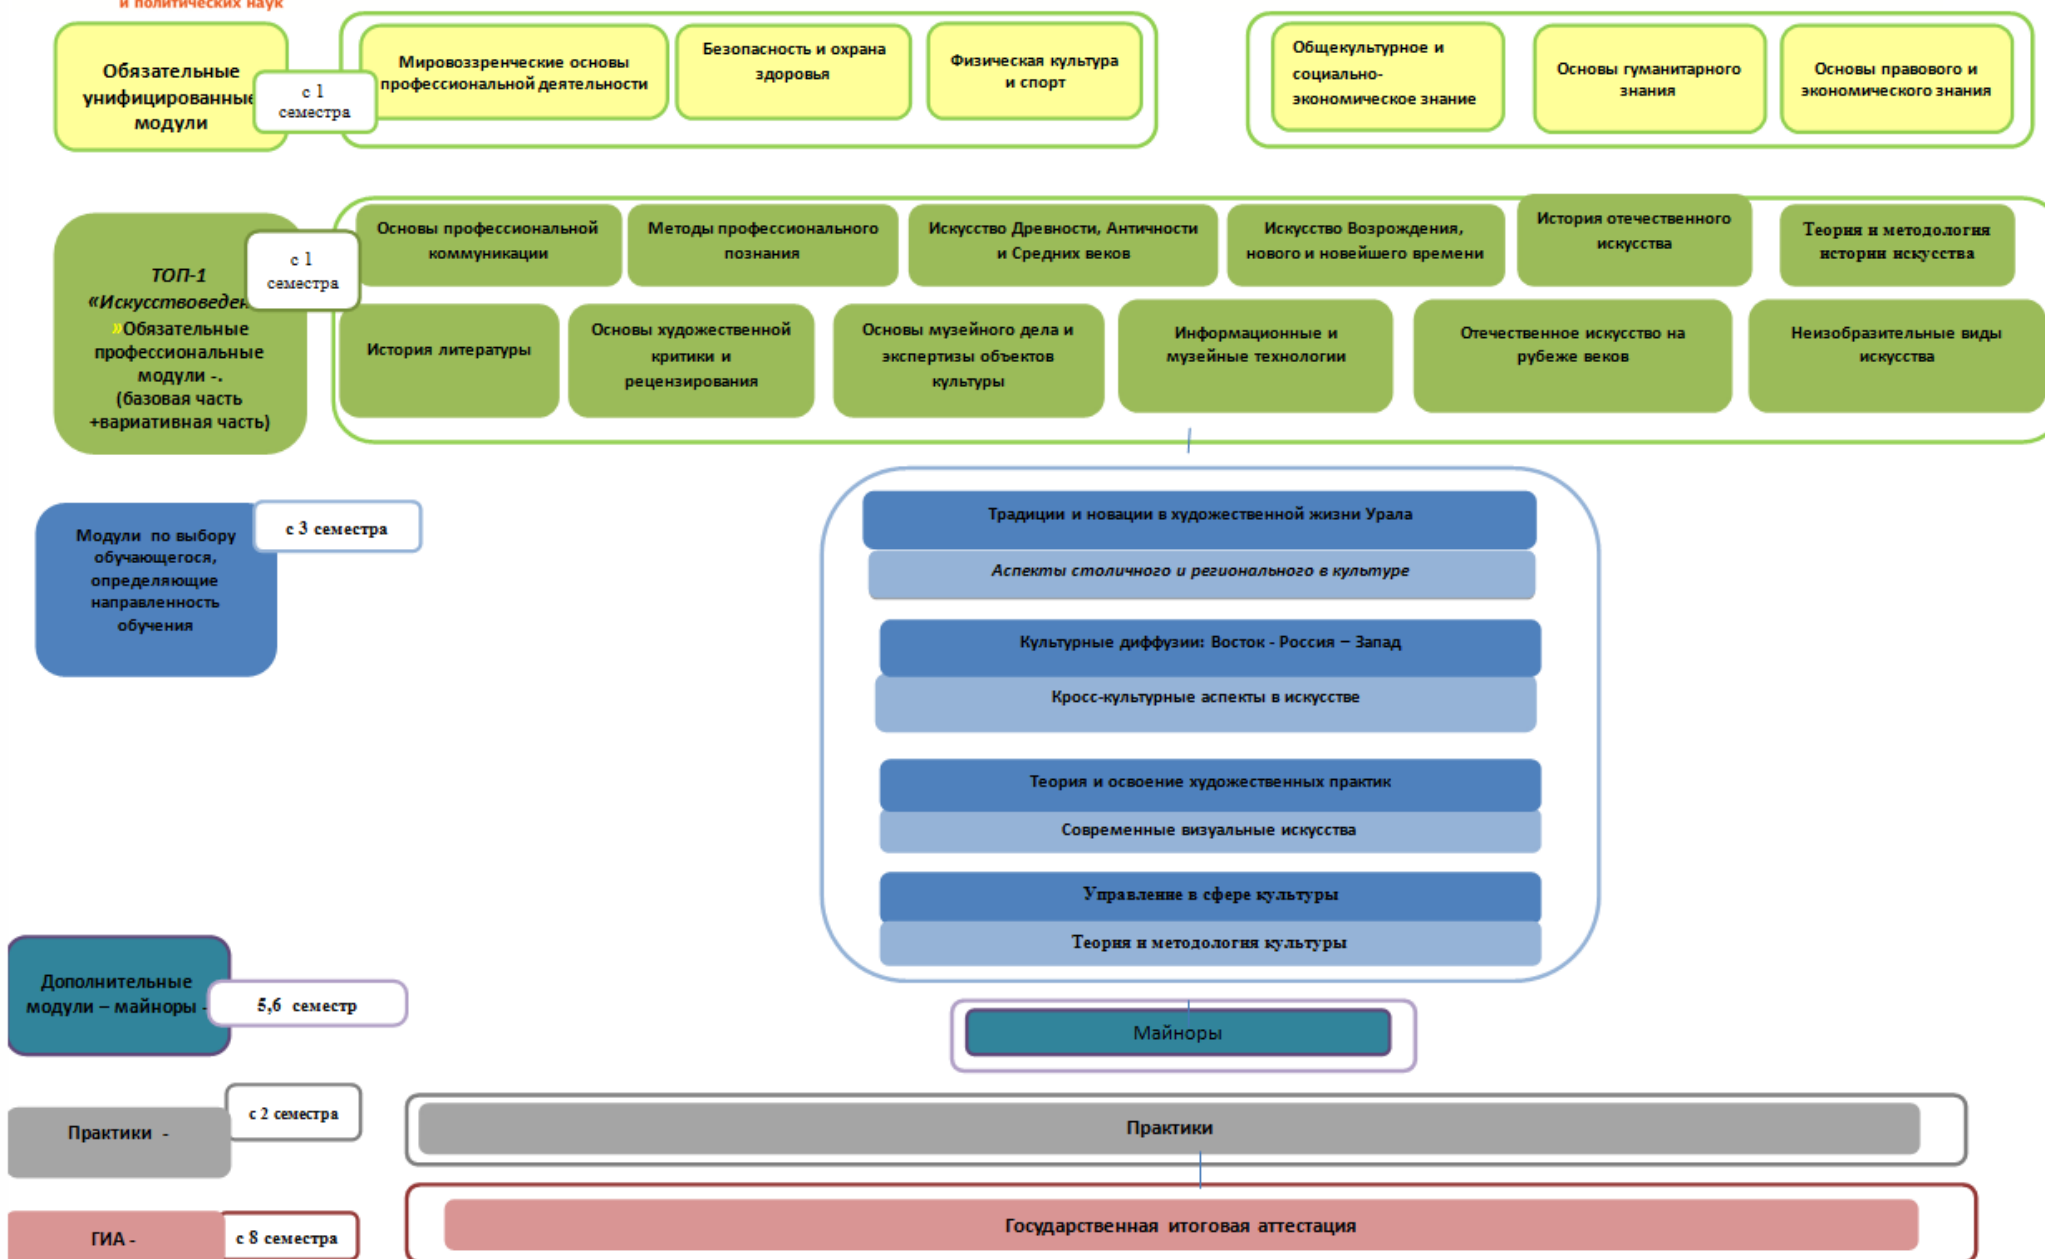 и политических наук
Обязательные
унифицированные
модули
с 1
семестра
Мировоззренческие основы
профессиональной деятельности
Безопасность и охрана
здоровья
Физическая культура
и спорт
Общекультурное и
социально-
экономическое знание
Основы гуманитарного
знания
Основы правового и
экономического знания
ТОП-1
«Искусствоведен
»Обязательные
профессиональные
модули -.
(базовая часть
+вариативная часть)
с 1
семестра
Основы профессиональной
коммуникации
Методы профессионального
познания
Искусство Древности, Античности
и Средних веков
Искусство Возрождения,
нового и новейшего времени
История отечественного
искусства
Теория и методология
истории искусства
История литературы
Основы художественной
критики и
рецензирования
Основы музейного дела и
экспертизы объектов
культуры
Информационные и
музейные технологии
Отечественное искусство на
рубеже веков
Неизобразительные виды
искусства
Модули по выбору
обучающегося,
определяющие
направленность
обучения
с 3 семестра
Традиции и новации в художественной жизни Урала
Аспекты столичного и регионального в культуре
Культурные диффузии: Восток - Россия – Запад
Кросс-культурные аспекты в искусстве
Теория и освоение художественных практик
Современные визуальные искусства
Управление в сфере культуры
Теория и методология культуры
Дополнительные
модули – майноры -
5,6 семестр
Майноры
Практики -
с 2 семестра
Практики
ГИА -
с 8 семестра
Государственная итоговая аттестация